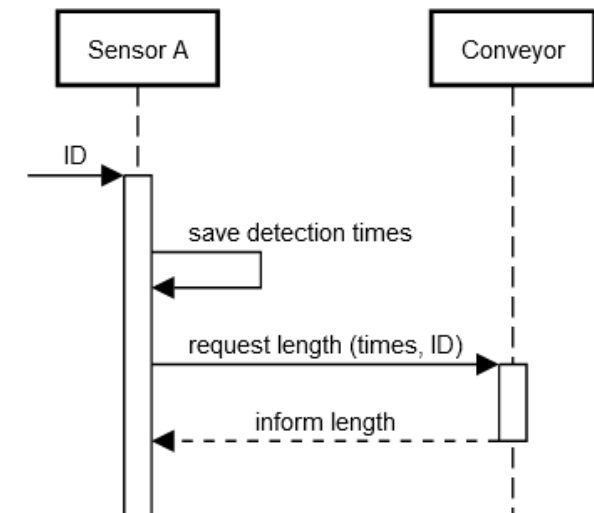 Sensor A
Conveyor
ID
save detection times
request length (times, ID)
inform length